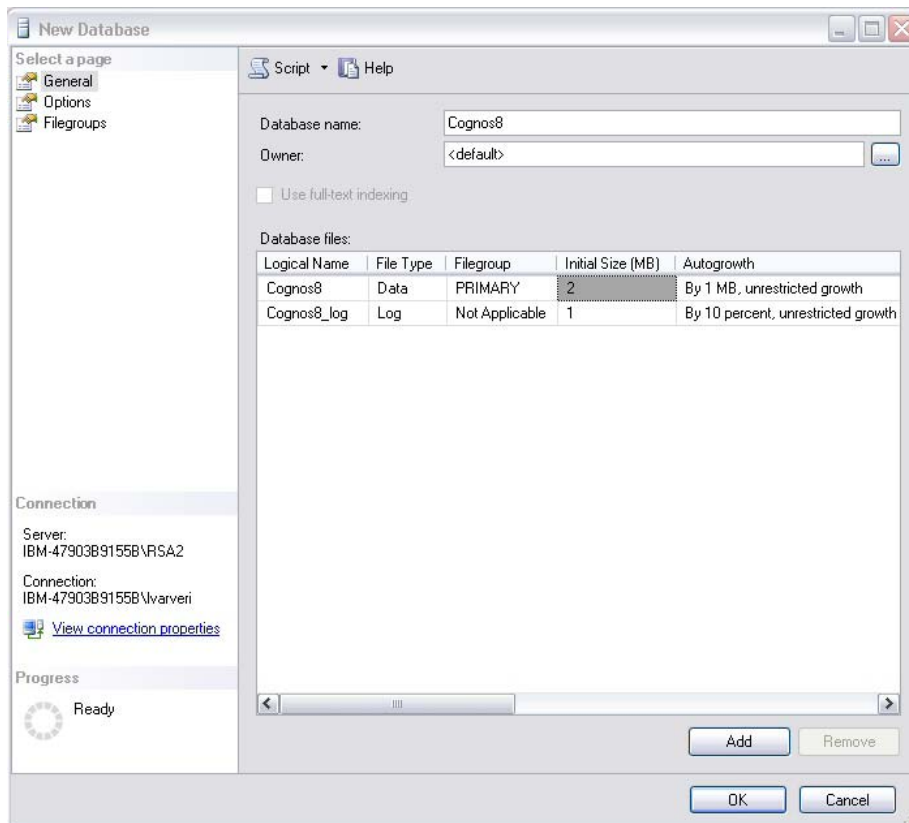 New Database
Select a page
General
Options
Filegroups
Script Help
Database name: Cognos8
Owner: <default> ...
Use full-text indexing
Database files:
Logical Name File Type Filegroup Initial Size (MB) Autogrowth
Cognos8 Data PRIMARY 2 By 1 MB, unrestricted growth
Cognos8_log Log Not Applicable 1 By 10 percent, unrestricted growth
Connection
Server:
IBM-47903B9155B\RSA2
Connection:
IBM-47903B9155B\lvarveri
View connection properties
Progress
Ready
Add Remove
OK Cancel